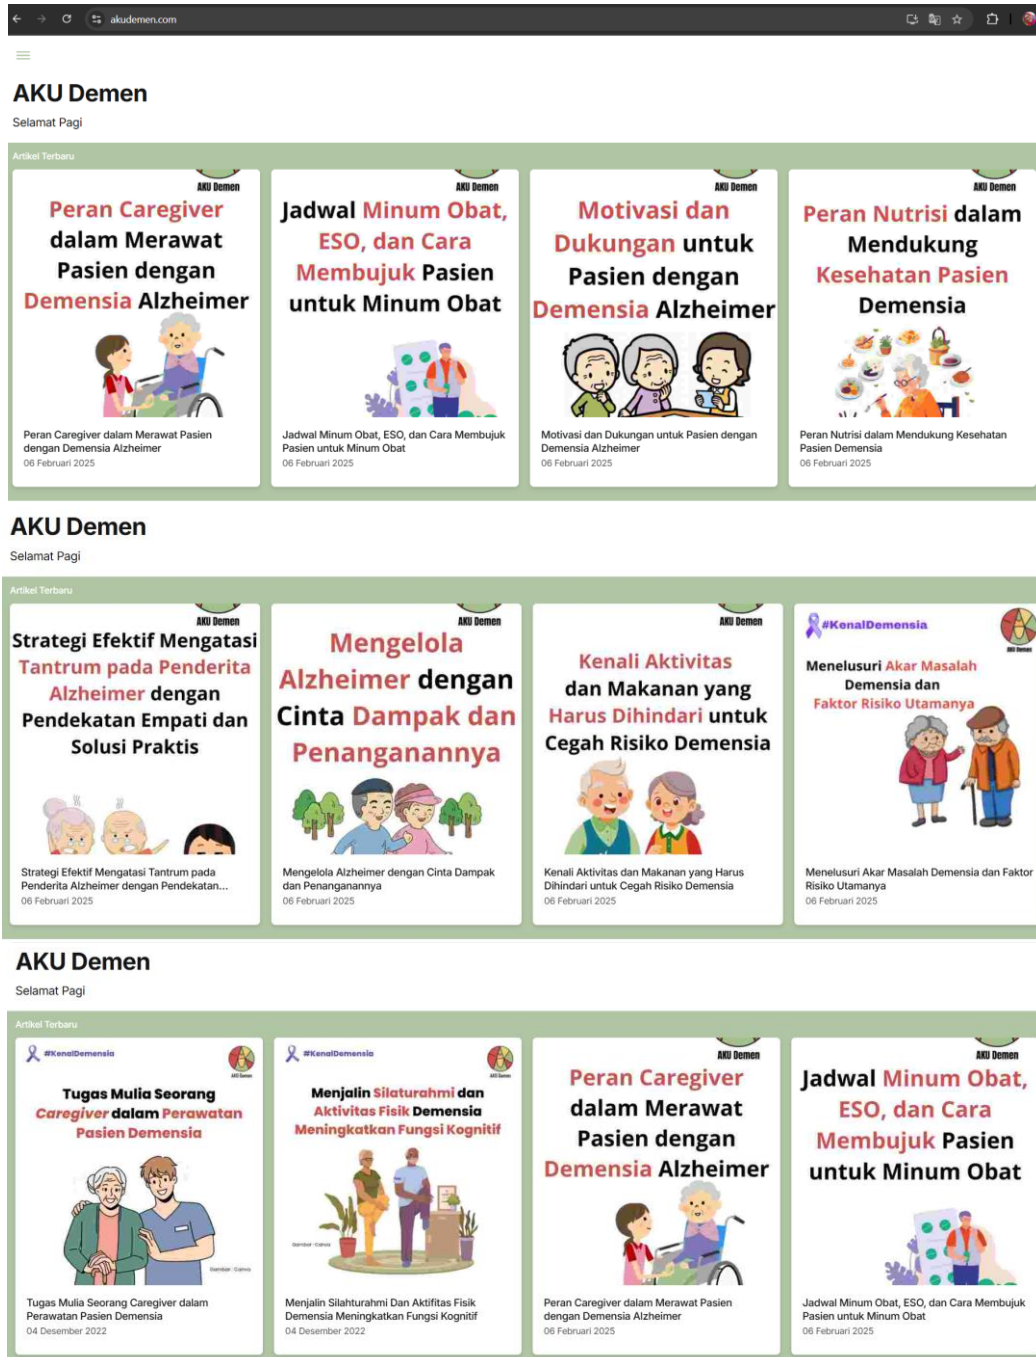 akudemen.com
AKU Demen
Selamat Pagi
Artikel Terbaru
AKU Demen
Peran Caregiver
dalam Merawat
Pasien dengan
Demensia Alzheimer
Peran Caregiver dalam Merawat Pasien
dengan Demensia Alzheimer
06 Februari 2025
AKU Demen
Jadwal Minum Obat,
ESO, dan Cara
Membujuk Pasien
untuk Minum Obat
Jadwal Minum Obat, ESO, dan Cara Membujuk
Pasien untuk Minum Obat
06 Februari 2025
AKU Demen
Motivasi dan
Dukungan untuk
Pasien dengan
Demensia Alzheimer
Motivasi dan Dukungan untuk Pasien dengan
Demensia Alzheimer
06 Februari 2025
AKU Demen
Peran Nutrisi dalam
Mendukung
Kesehatan Pasien
Demensia
Peran Nutrisi dalam Mendukung Kesehatan
Pasien Demensia
06 Februari 2025
AKU Demen
Selamat Pagi
Artikel Terbaru
AKU Demen
Strategi Efektif Mengatasi
Tantrum pada Penderita
Alzheimer dengan
Pendekatan Empati dan
Solusi Praktis
Strategi Efektif Mengatasi Tantrum pada
Penderita Alzheimer dengan Pendekatan...
06 Februari 2025
AKU Demen
Mengelola
Alzheimer dengan
Cinta Dampak dan
Penanganannya
Mengelola Alzheimer dengan Cinta Dampak
dan Penanganannya
06 Februari 2025
AKU Demen
Kenali Aktivitas
dan Makanan yang
Harus Dihindari untuk
Cegah Risiko Demensia
Kenali Aktivitas dan Makanan yang Harus
Dihindari untuk Cegah Risiko Demensia
06 Februari 2025
#KenalDemensia
AKU Demen
Menelusuri Akar Masalah
Demensia dan
Faktor Risiko Utamanya
Menelusuri Akar Masalah Demensia dan Faktor
Risiko Utamanya
06 Februari 2025
AKU Demen
Selamat Pagi
Artikel Terbaru
#KenalDemensia
AKU Demen
Tugas Mulia Seorang
Caregiver dalam Perawatan
Pasien Demensia
Gambar : Canva
Tugas Mulia Seorang Caregiver dalam
Perawatan Pasien Demensia
04 Desember 2022
#KenalDemensia
AKU Demen
Menjalin Silaturahmi dan
Aktivitas Fisik Demensia
Meningkatkan Fungsi Kognitif
Gambar : Canva
Menjalin Silahturahmi Dan Aktifitas Fisik
Demensia Meningkatkan Fungsi Kognitif
04 Desember 2022
AKU Demen
Peran Caregiver
dalam Merawat
Pasien dengan
Demensia Alzheimer
Peran Caregiver dalam Merawat Pasien
dengan Demensia Alzheimer
06 Februari 2025
AKU Demen
Jadwal Minum Obat,
ESO, dan Cara
Membujuk Pasien
untuk Minum Obat
Jadwal Minum Obat, ESO, dan Cara Membujuk
Pasien untuk Minum Obat
06 Februari 2025